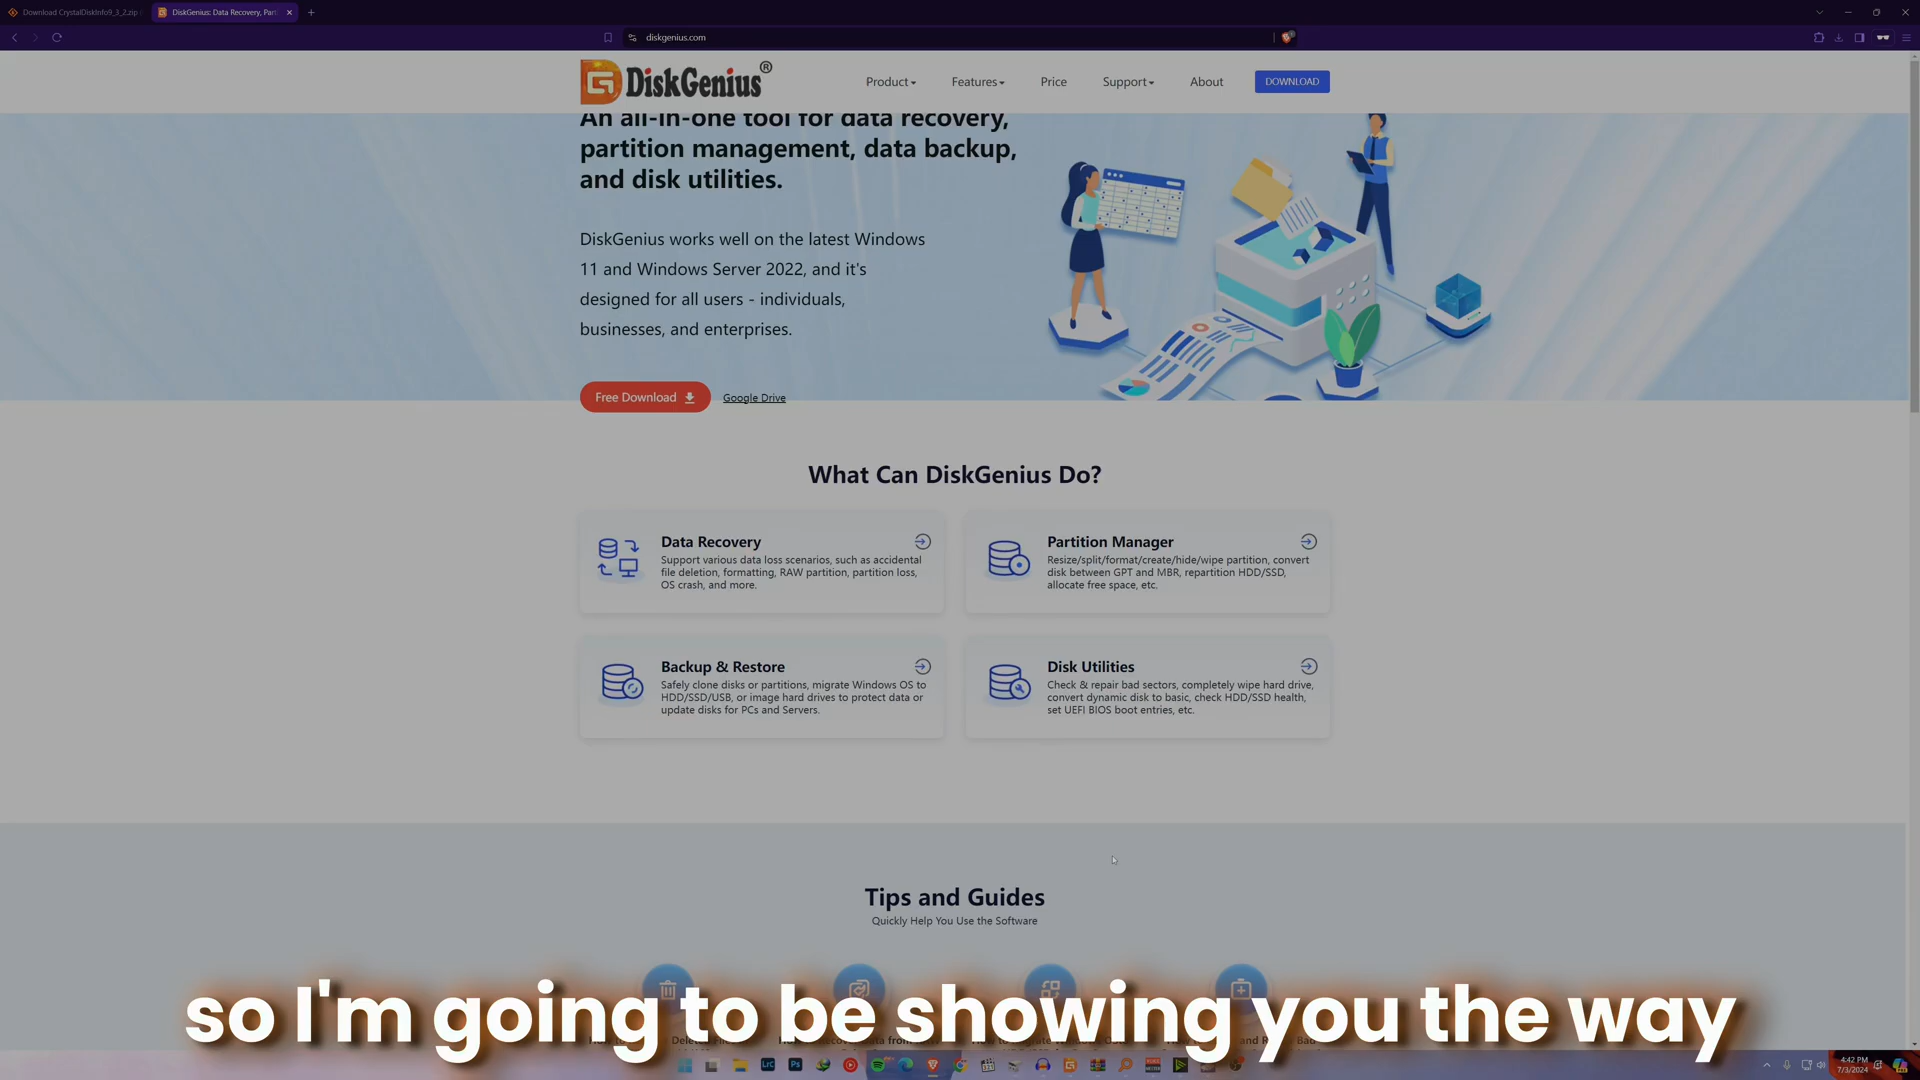 Download CrystalDiskInfo9_3_2.zip
DiskGenius: Data Recovery, Part
diskgenius.com
DiskGenius®
Product
Features
Price
Support
About
DOWNLOAD
An all-in-one tool for data recovery,
partition management, data backup,
and disk utilities.
DiskGenius works well on the latest Windows
11 and Windows Server 2022, and it's
designed for all users - individuals,
businesses, and enterprises.
Free Download
Google Drive
What Can DiskGenius Do?
Data Recovery
Support various data loss scenarios, such as accidental
file deletion, formatting, RAW partition, partition loss,
OS crash, and more.
Partition Manager
Resize/split/format/create/hide/wipe partition, convert
disk between GPT and MBR, repartition HDD/SSD,
allocate free space, etc.
Backup & Restore
Safely clone disks or partitions, migrate Windows OS to
HDD/SSD/USB, or image hard drives to protect data or
update disks for PCs and Servers.
Disk Utilities
Check & repair bad sectors, completely wipe hard drive,
convert dynamic disk to basic, check HDD/SSD health,
set UEFI BIOS boot entries, etc.
Tips and Guides
Quickly Help You Use the Software
so I'm going to be showing you the way
4:42 PM
7/3/2024